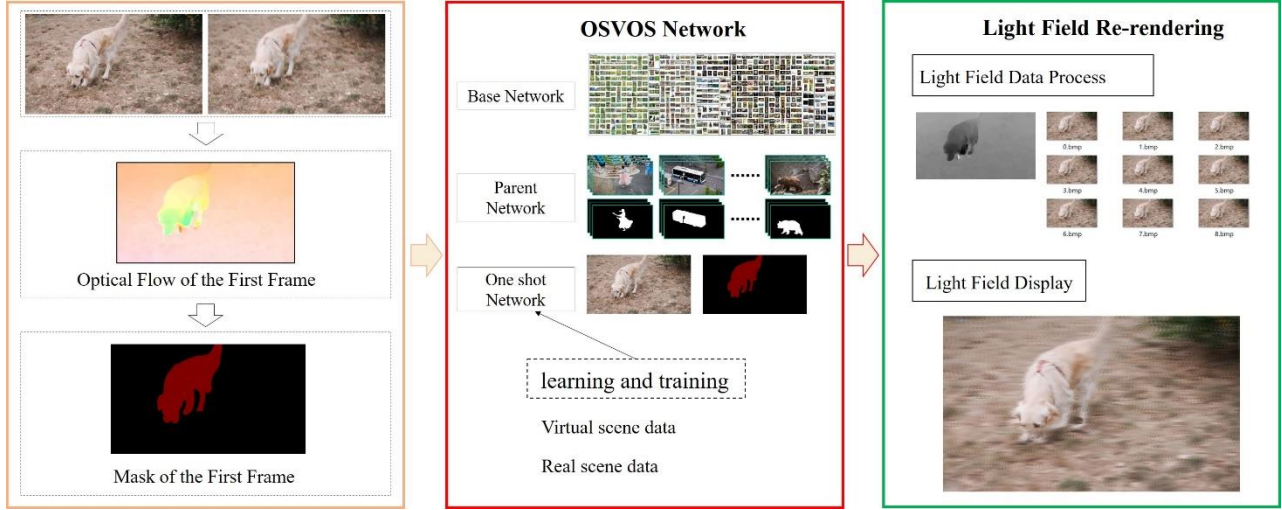 Optical Flow of the First Frame
Mask of the First Frame
OSVOS Network
Base Network
Parent
Network
One shot
Network
learning and training
Virtual scene data
Real scene data
Light Field Re-rendering
Light Field Data Process
0.bmp
1.bmp
2.bmp
3.bmp
4.bmp
5.bmp
6.bmp
7.bmp
8.bmp
Light Field Display